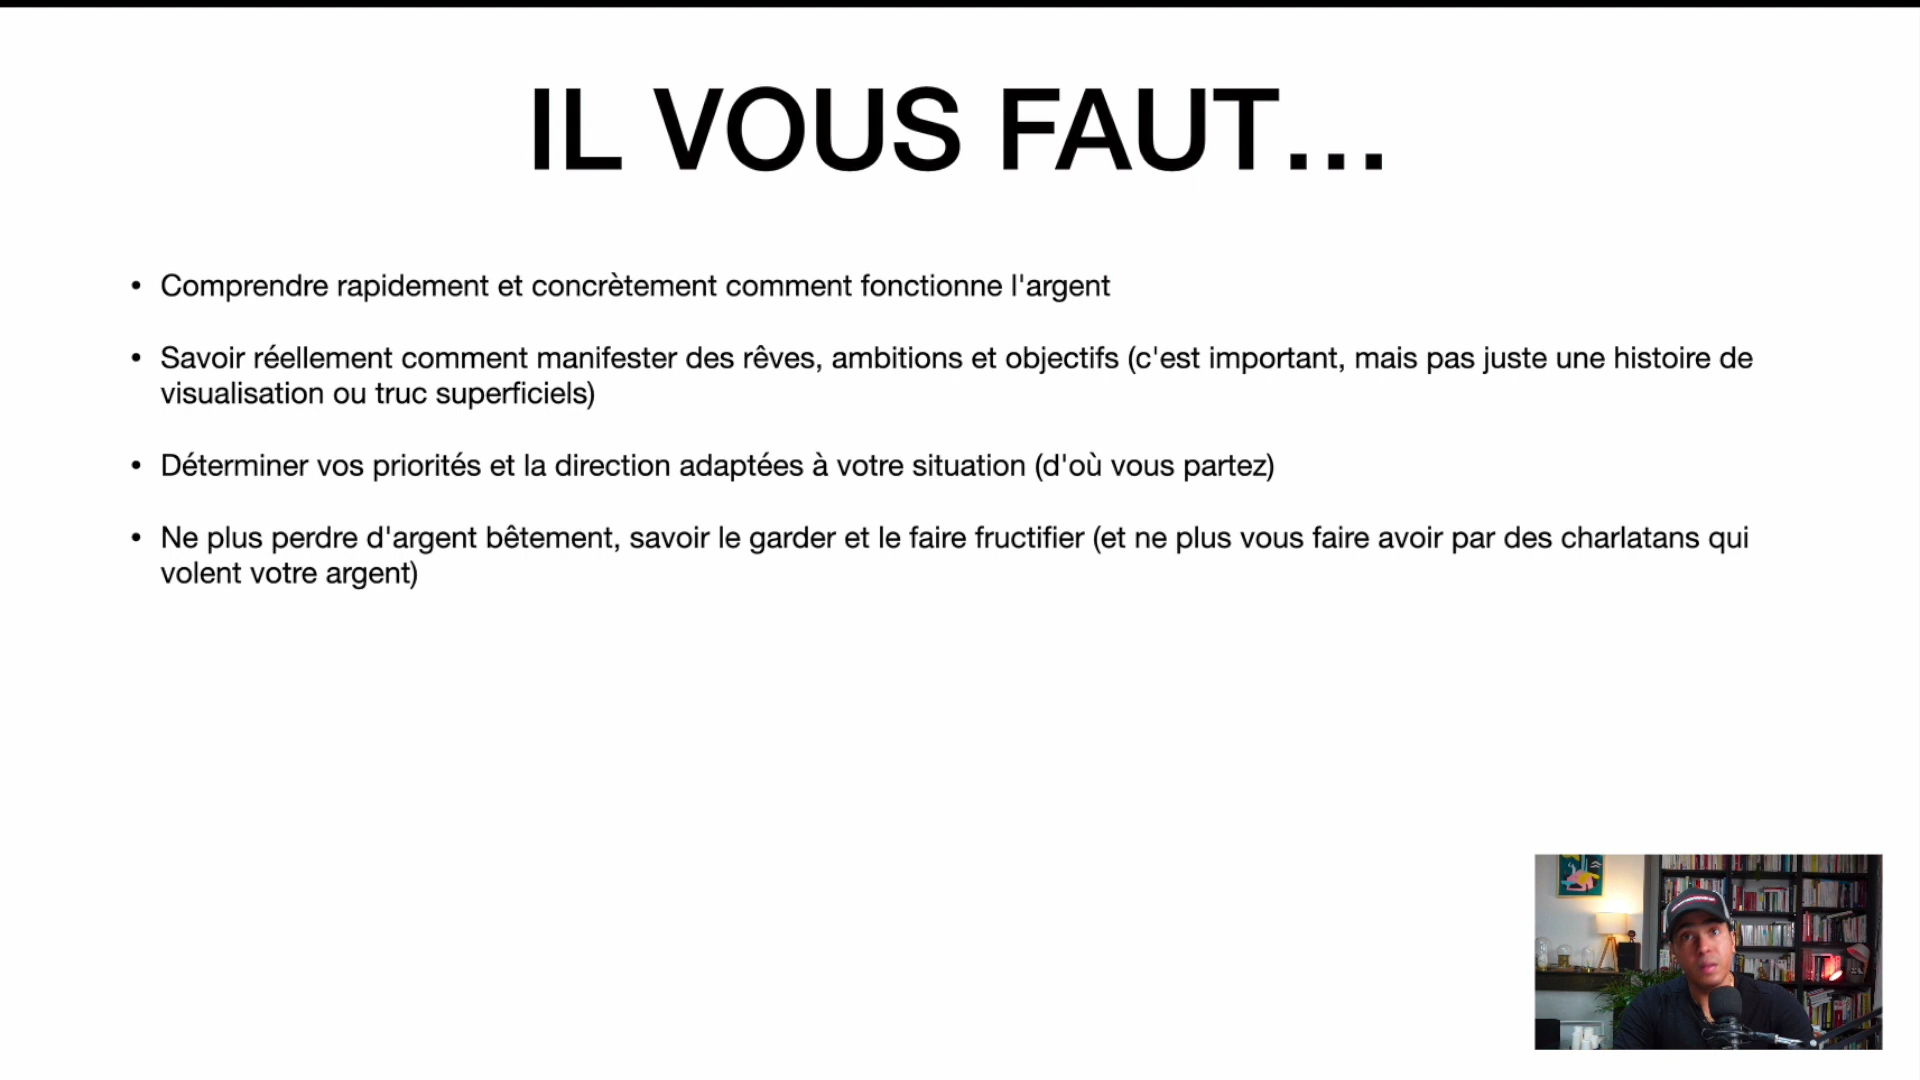 IL VOUS FAUT...
• Comprendre rapidement et concrètement comment fonctionne l'argent
• Savoir réellement comment manifester des rêves, ambitions et objectifs (c'est important, mais pas juste une histoire de
visualisation ou truc superficiels)
• Déterminer vos priorités et la direction adaptées à votre situation (d'où vous partez)
• Ne plus perdre d'argent bêtement, savoir le garder et le faire fructifier (et ne plus vous faire avoir par des charlatans qui
volent votre argent)